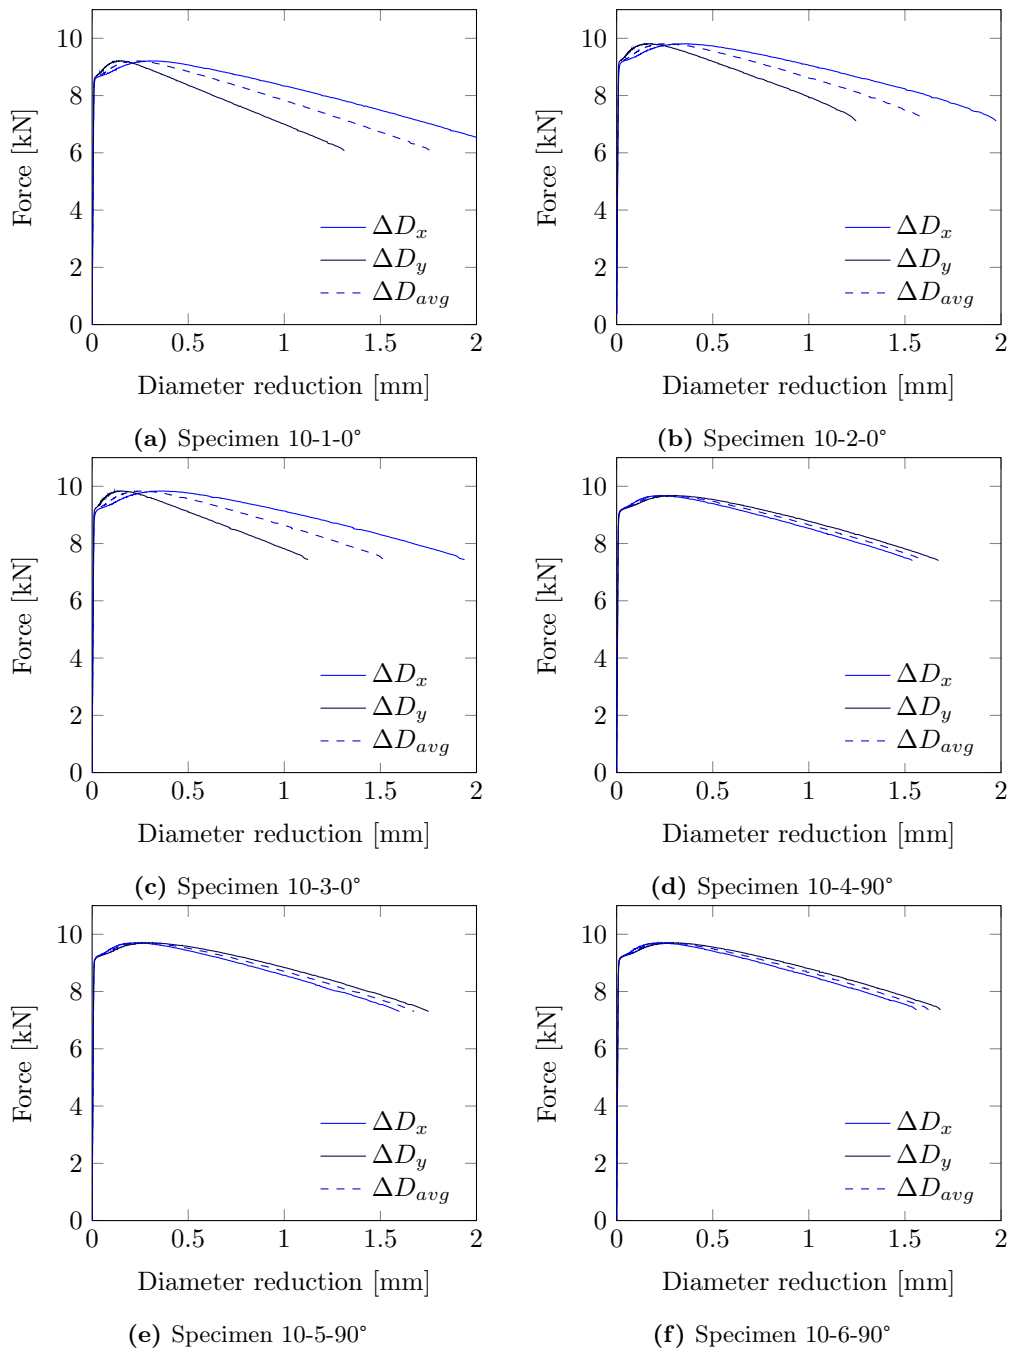 10
8
6
4
2
0
Force [kN]
0 0.5 1 1.5 2
Diameter reduction [mm]
ΔD_x
ΔD_y
ΔD_avg
(a) Specimen 10-1-0°
10
8
6
4
2
0
Force [kN]
0 0.5 1 1.5 2
Diameter reduction [mm]
ΔD_x
ΔD_y
ΔD_avg
(b) Specimen 10-2-0°
10
8
6
4
2
0
Force [kN]
0 0.5 1 1.5 2
Diameter reduction [mm]
ΔD_x
ΔD_y
ΔD_avg
(c) Specimen 10-3-0°
10
8
6
4
2
0
Force [kN]
0 0.5 1 1.5 2
Diameter reduction [mm]
ΔD_x
ΔD_y
ΔD_avg
(d) Specimen 10-4-90°
10
8
6
4
2
0
Force [kN]
0 0.5 1 1.5 2
Diameter reduction [mm]
ΔD_x
ΔD_y
ΔD_avg
(e) Specimen 10-5-90°
10
8
6
4
2
0
Force [kN]
0 0.5 1 1.5 2
Diameter reduction [mm]
ΔD_x
ΔD_y
ΔD_avg
(f) Specimen 10-6-90°